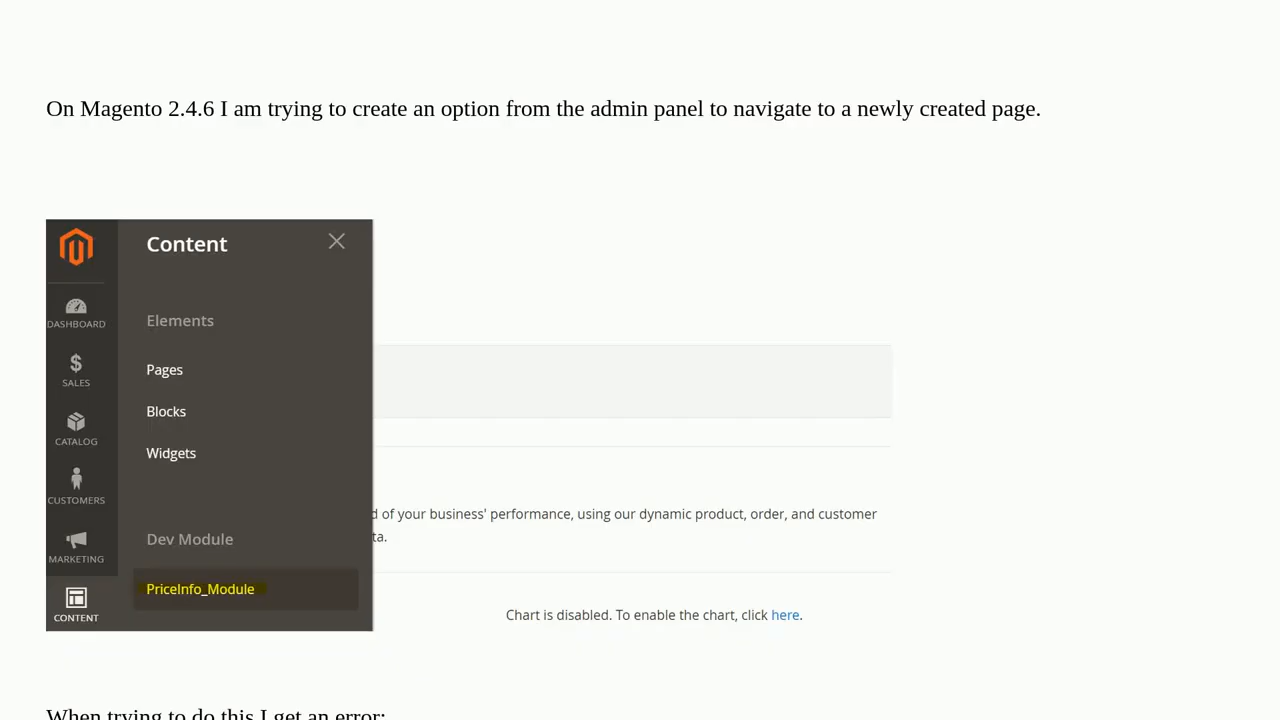 On Magento 2.4.6 I am trying to create an option from the admin panel to navigate to a newly created page.
Content
Elements
DASHBOARD
Pages
SALES
Blocks
CATALOG
Widgets
CUSTOMERS
d of your business' performance, using our dynamic product, order, and customer
ta.
Dev Module
MARKETING
PriceInfo_Module
CONTENT
Chart is disabled. To enable the chart, click here.
When trying to do this I get an error: